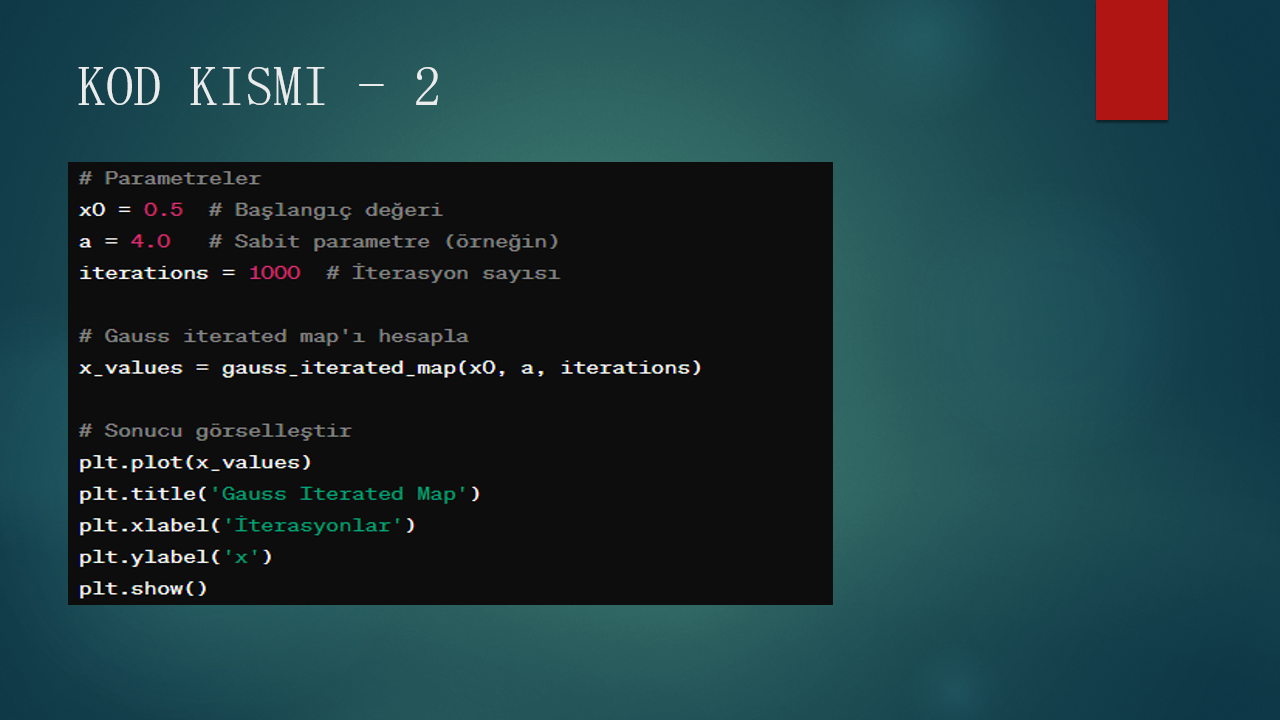 KOD KISMI - 2
# Parametreler
x0 = 0.5  # Başlangıç değeri
a = 4.0   # Sabit parametre (örneğin)
iterations = 1000  # İterasyon sayısı
# Gauss iterated map'ı hesapla
x_values = gauss_iterated_map(x0, a, iterations)
# Sonucu görselleştir
plt.plot(x_values)
plt.title('Gauss Iterated Map')
plt.xlabel('İterasyonlar')
plt.ylabel('x')
plt.show()